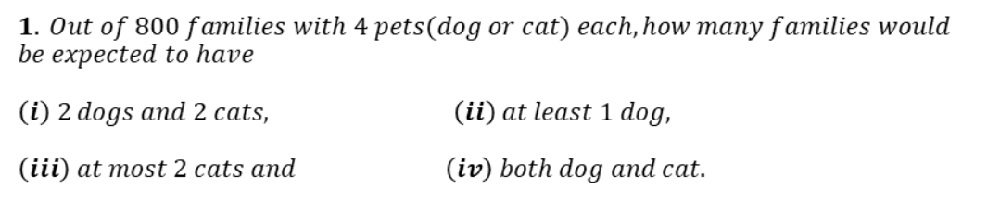 1. Out of 800 families with 4 pets(dog or cat) each, how many families would
be expected to have
(i) 2 dogs and 2 cats, (ii) at least 1 dog,
(iii) at most 2 cats and (iv) both dog and cat.